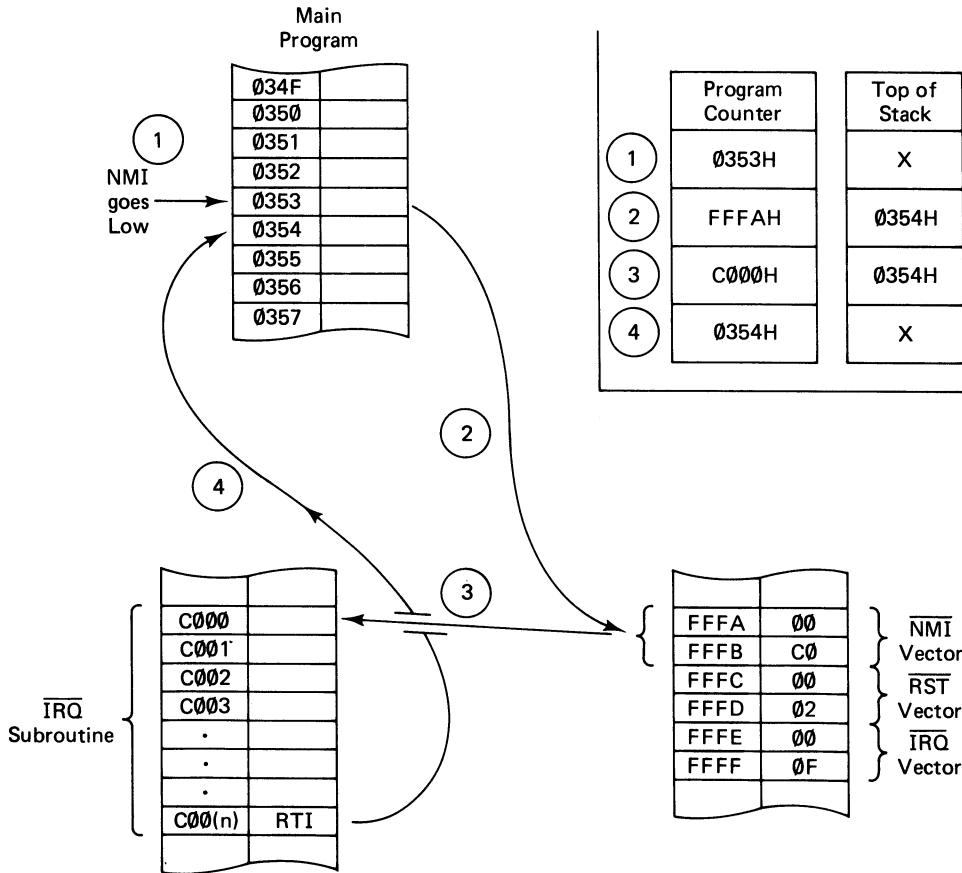 Main
Program
Ø34F
Ø35Ø
Ø351
Ø352
Ø353
Ø354
Ø355
Ø356
Ø357
1
NMI
goes
Low
Program
Counter
Top of
Stack
1
Ø353H
X
2
FFFAH
Ø354H
3
CØØØH
Ø354H
4
Ø354H
X
2
4
3
IRQ
Subroutine
CØØØ
CØØ1
CØØ2
CØØ3
.
.
.
CØØ(n) RTI
FFFA ØØ
FFFB CØ
FFFC ØØ
FFFD Ø2
FFFE ØØ
FFFF ØF
NMI
Vector
RST
Vector
IRQ
Vector